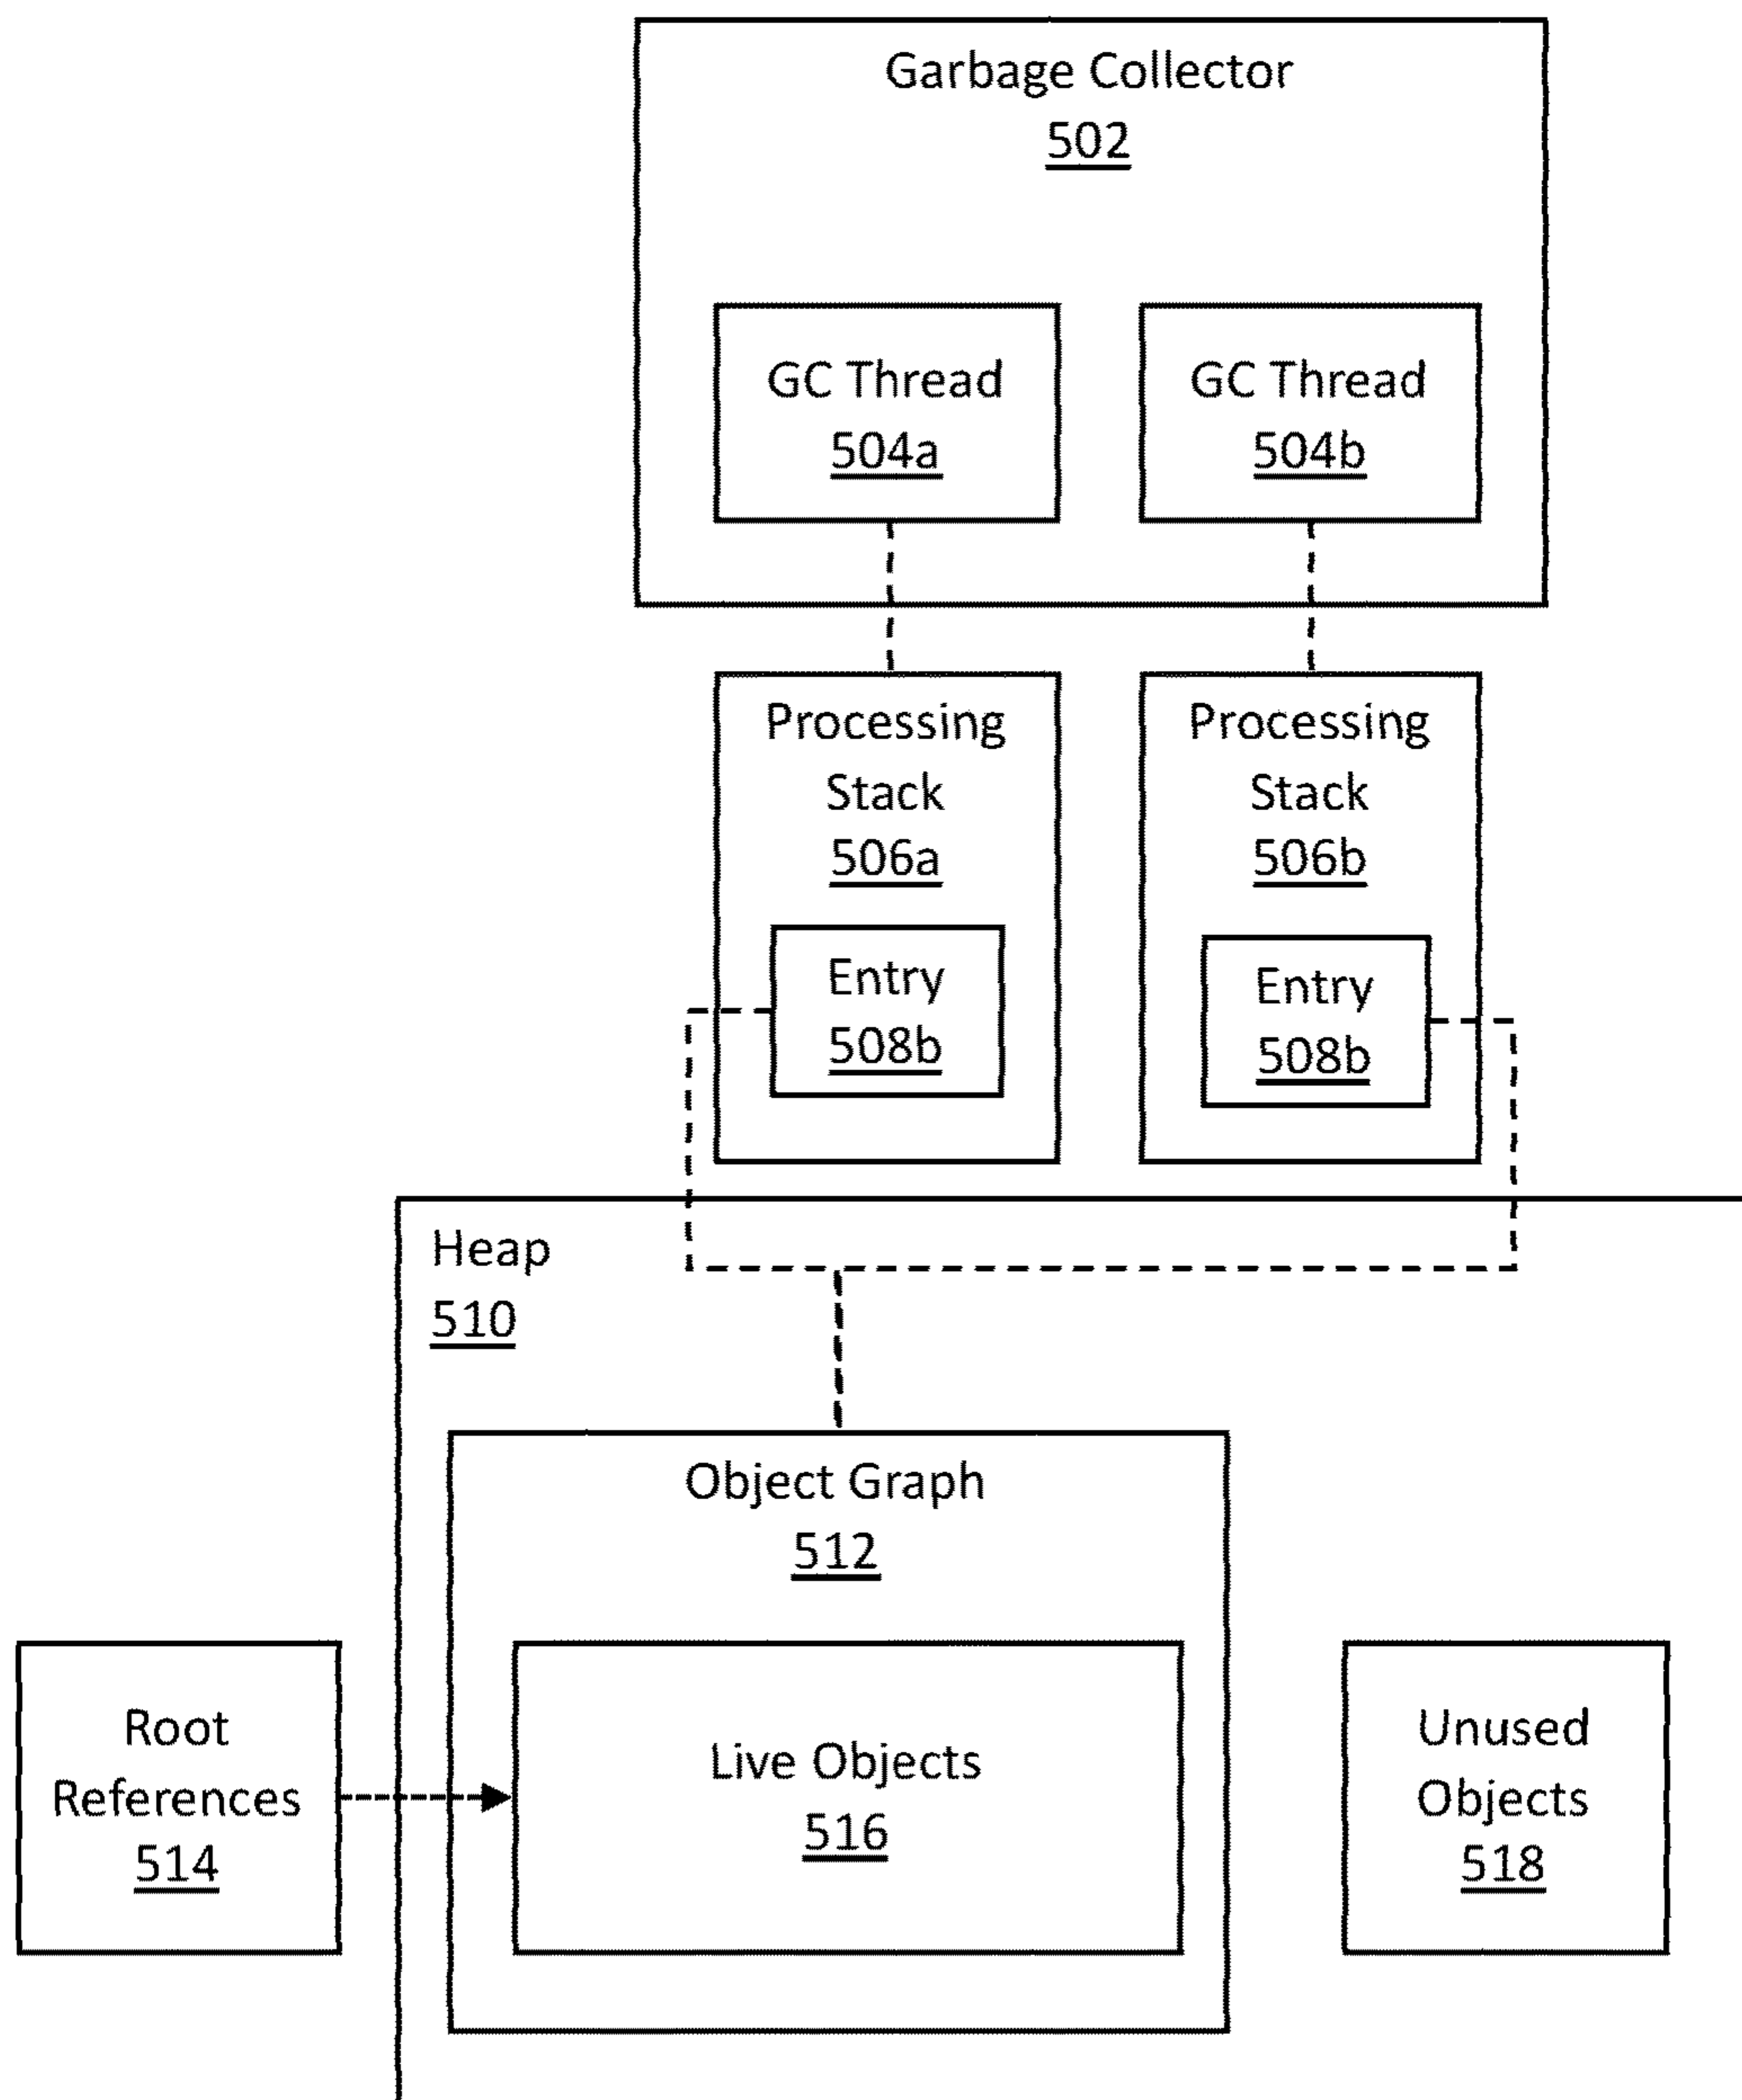 Garbage Collector
502
GC Thread
504a
GC Thread
504b
Processing
Stack
506a
Processing
Stack
506b
Entry
508b
Entry
508b
Heap
510
Object Graph
512
Root
References
514
Live Objects
516
Unused
Objects
518